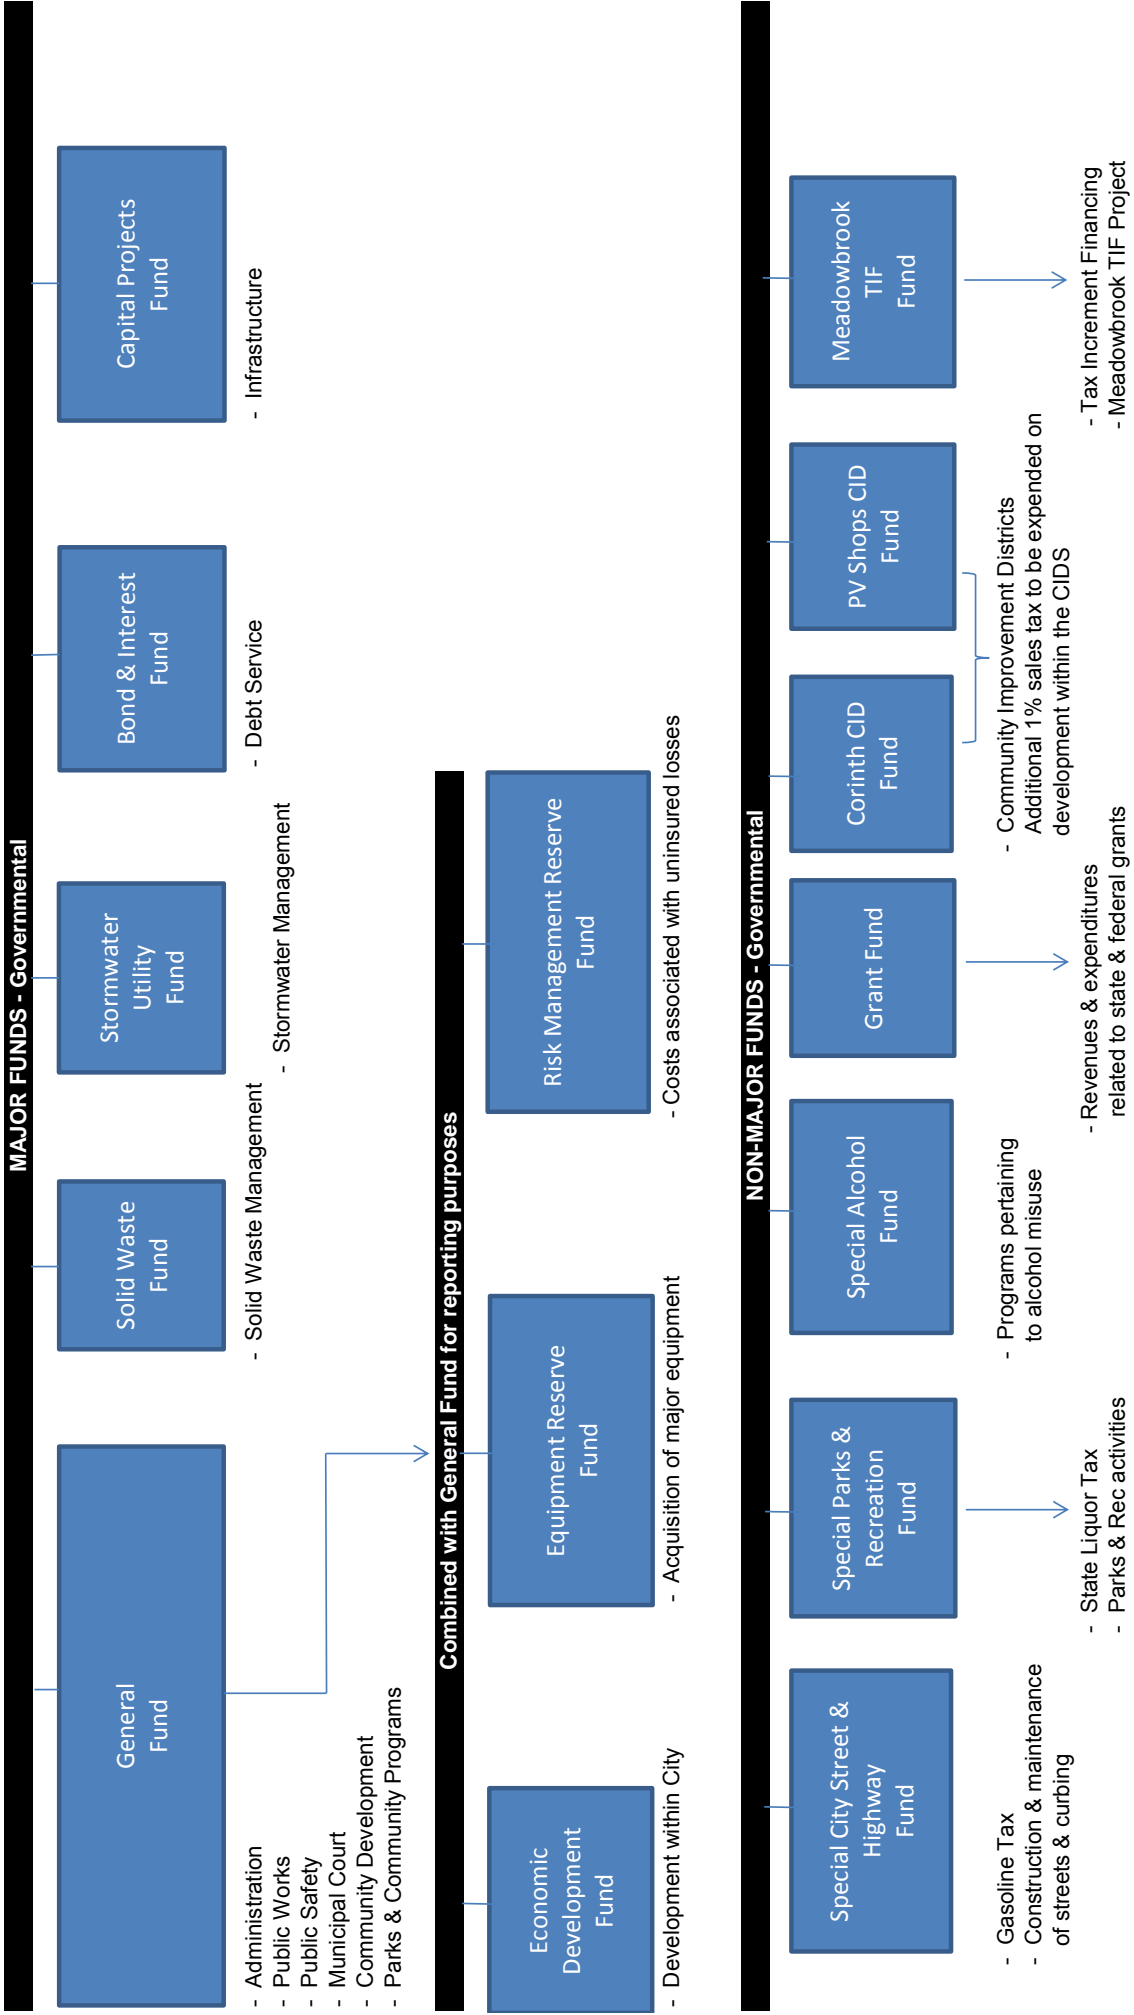 MAJOR FUNDS - Governmental
General
Fund
- Administration
- Public Works
- Public Safety
- Municipal Court
- Community Development
- Parks & Community Programs
Solid Waste
Fund
- Solid Waste Management
Stormwater
Utility
Fund
- Stormwater Management
Bond & Interest
Fund
- Debt Service
Capital Projects
Fund
- Infrastructure
Combined with General Fund for reporting purposes
Economic
Development
Fund
- Development within City
Equipment Reserve
Fund
- Acquisition of major equipment
Risk Management Reserve
Fund
- Costs associated with uninsured losses
NON-MAJOR FUNDS - Governmental
Special City Street &
Highway
Fund
- Gasoline Tax
- Construction & maintenance
of streets & curbing
Special Parks &
Recreation
Fund
- State Liquor Tax
- Parks & Rec activities
Special Alcohol
Fund
- Programs pertaining
to alcohol misuse
Grant Fund
- Revenues & expenditures
related to state & federal grants
Corinth CID
Fund
PV Shops CID
Fund
- Community Improvement Districts
Additional 1% sales tax to be expended on
development within the CIDS
Meadowbrook
TIF
Fund
- Tax Increment Financing
- Meadowbrook TIF Project